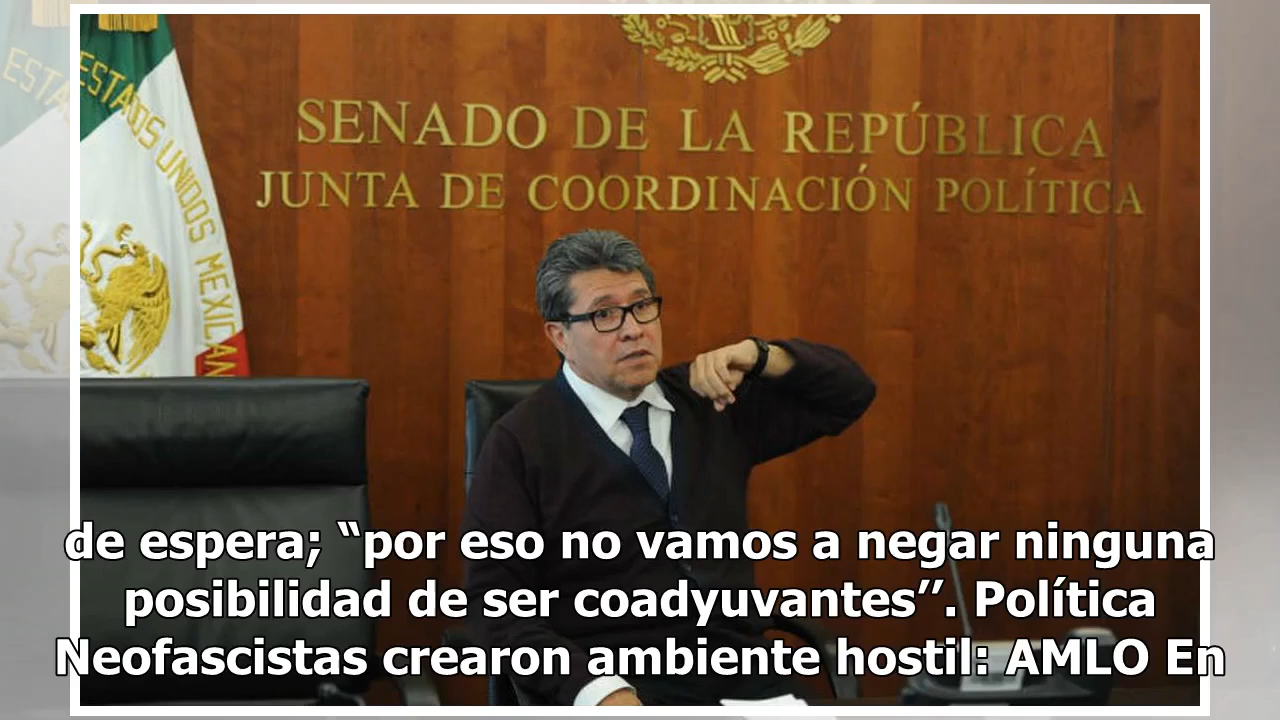 ESTADOS UNIDOS MEXICAN
SENADO DE LA REPÚBLICA
JUNTA DE COORDINACIÓN POLÍTICA
de espera; “por eso no vamos a negar ninguna
posibilidad de ser coadyuvantes”. Política
Neofascistas crearon ambiente hostil: AMLO En